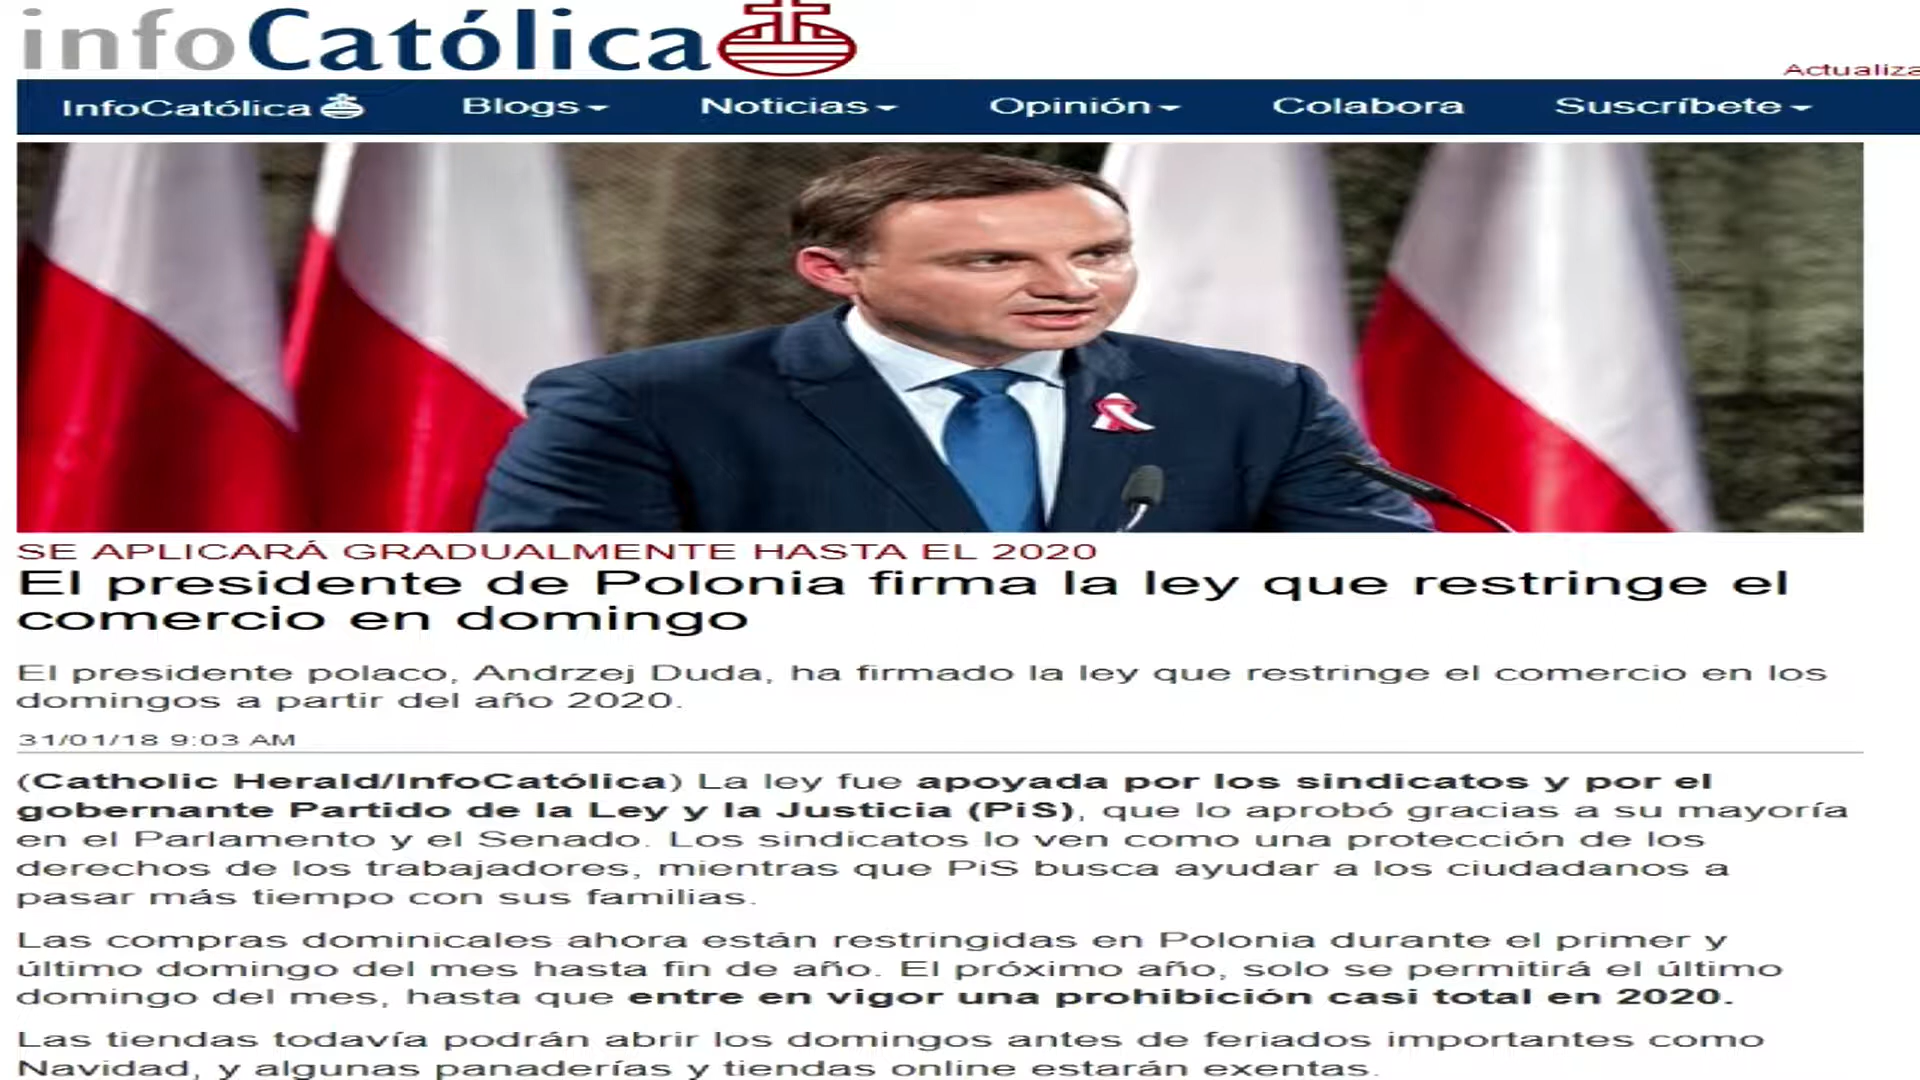 infoCatólica
Actualiza
InfoCatólica Blogs Noticias Opinión Colabora Suscríbete
SE APLICARÁ GRADUALMENTE HASTA EL 2020
El presidente de Polonia firma la ley que restringe el
comercio en domingo
El presidente polaco, Andrzej Duda, ha firmado la ley que restringe el comercio en los
domingos a partir del año 2020.
31/01/18 9:03 AM
(Catholic Herald/InfoCatólica) La ley fue apoyada por los sindicatos y por el
gobernante Partido de la Ley y la Justicia (PiS), que lo aprobó gracias a su mayoría
en el Parlamento y el Senado. Los sindicatos lo ven como una protección de los
derechos de los trabajadores, mientras que PiS busca ayudar a los ciudadanos a
pasar más tiempo con sus familias.
Las compras dominicales ahora están restringidas en Polonia durante el primer y
último domingo del mes hasta fin de año. El próximo año, solo se permitirá el último
domingo del mes, hasta que entre en vigor una prohibición casi total en 2020.
Las tiendas todavía podrán abrir los domingos antes de feriados importantes como
Navidad, y algunas panaderías y tiendas online estarán exentas.